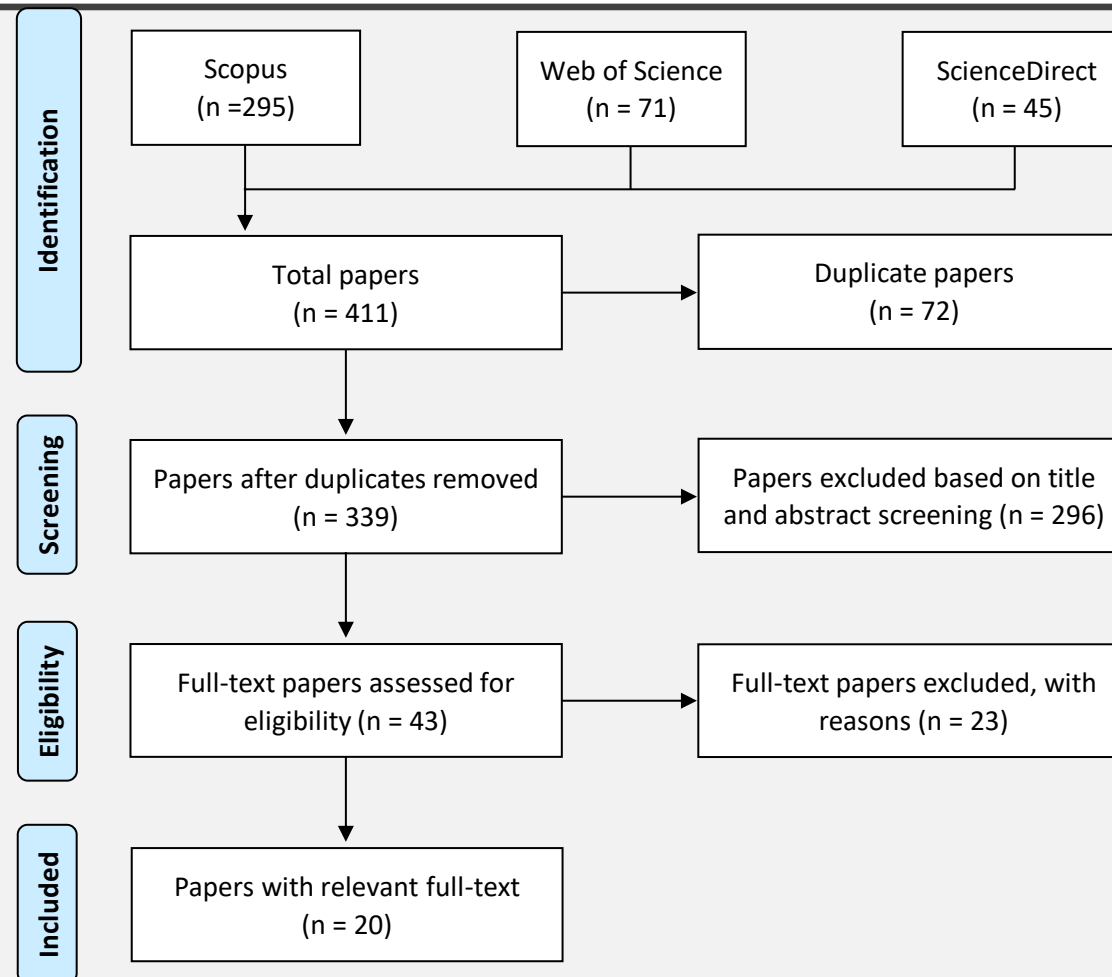 Identification
Scopus
(n =295)
Web of Science
(n = 71)
ScienceDirect
(n = 45)
Total papers
(n = 411)
Duplicate papers
(n = 72)
Screening
Papers after duplicates removed
(n = 339)
Papers excluded based on title
and abstract screening (n = 296)
Eligibility
Full-text papers assessed for
eligibility (n = 43)
Full-text papers excluded, with
reasons (n = 23)
Included
Papers with relevant full-text
(n = 20)